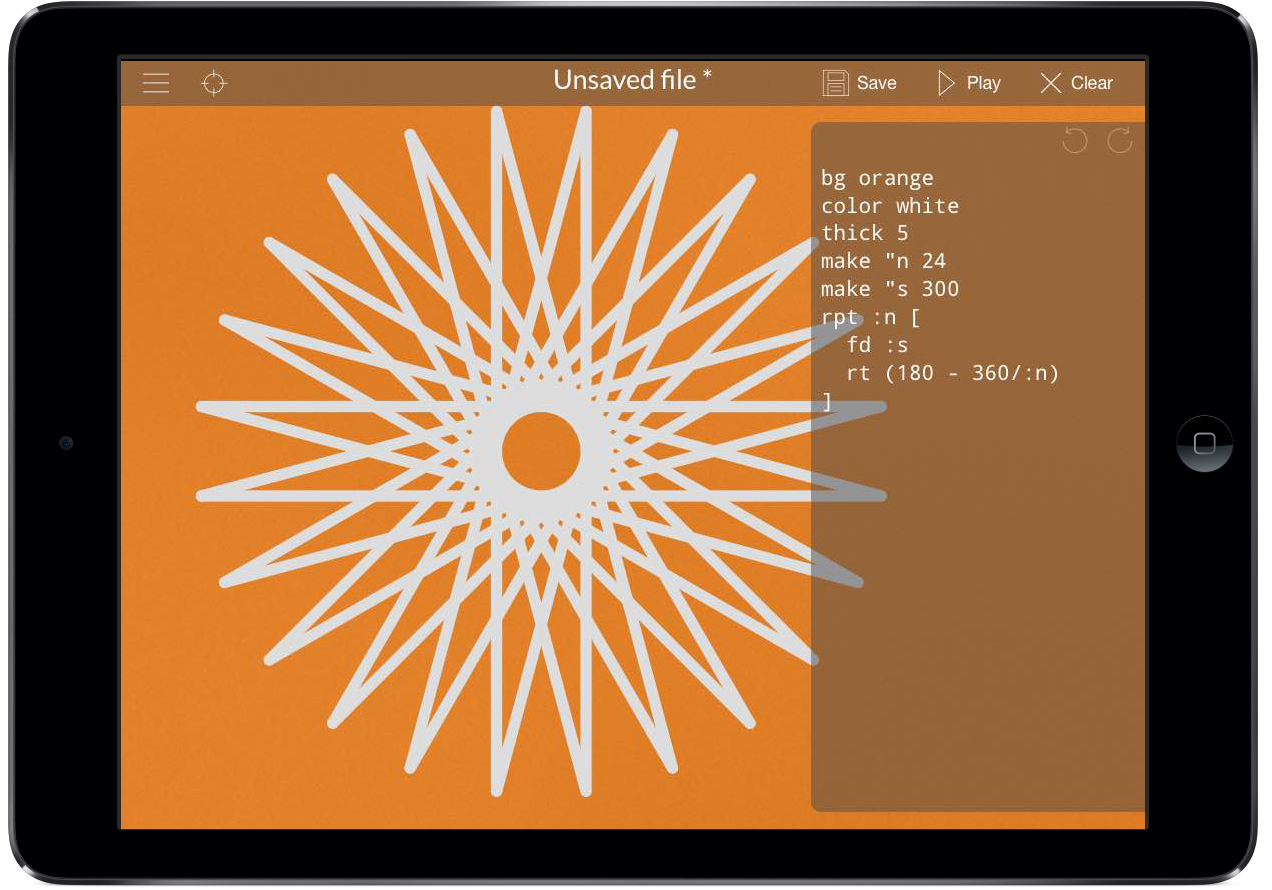 Unsaved file *
Save
Play
Clear
bg orange
color white
thick 5
make "n 24
make "s 300
rpt :n [
  fd :s
  rt (180 - 360/:n)
]